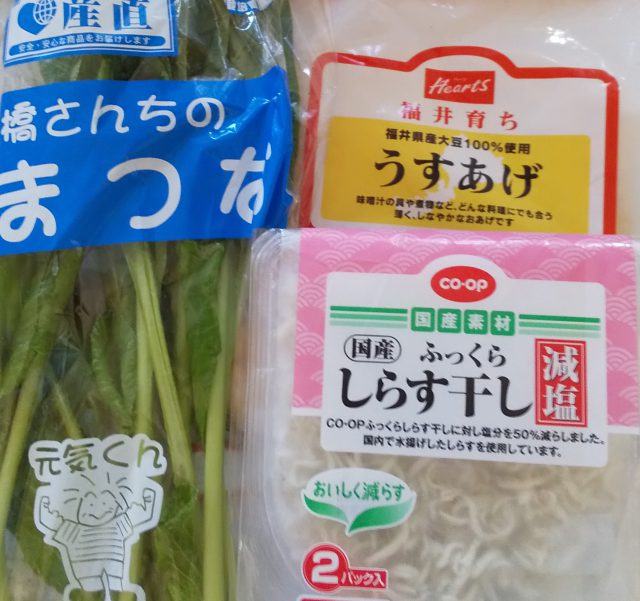 産直
安全・安心な商品をお届けします
橋さんちの
まつな
元気くん
Hearts
福井育ち
福井県産大豆100%使用
うすあげ
味噌汁の具や煮物など、どんな料理にでも合う
薄く、しなやかなおあげです
CO·OP
国産素材
国産
ふっくら
しらす干し
減塩
CO·OPふっくらしらす干しに対し塩分を50%減らしました。
国内で水揚げしたしらすを使用しています。
おいしく減らす
2パック入